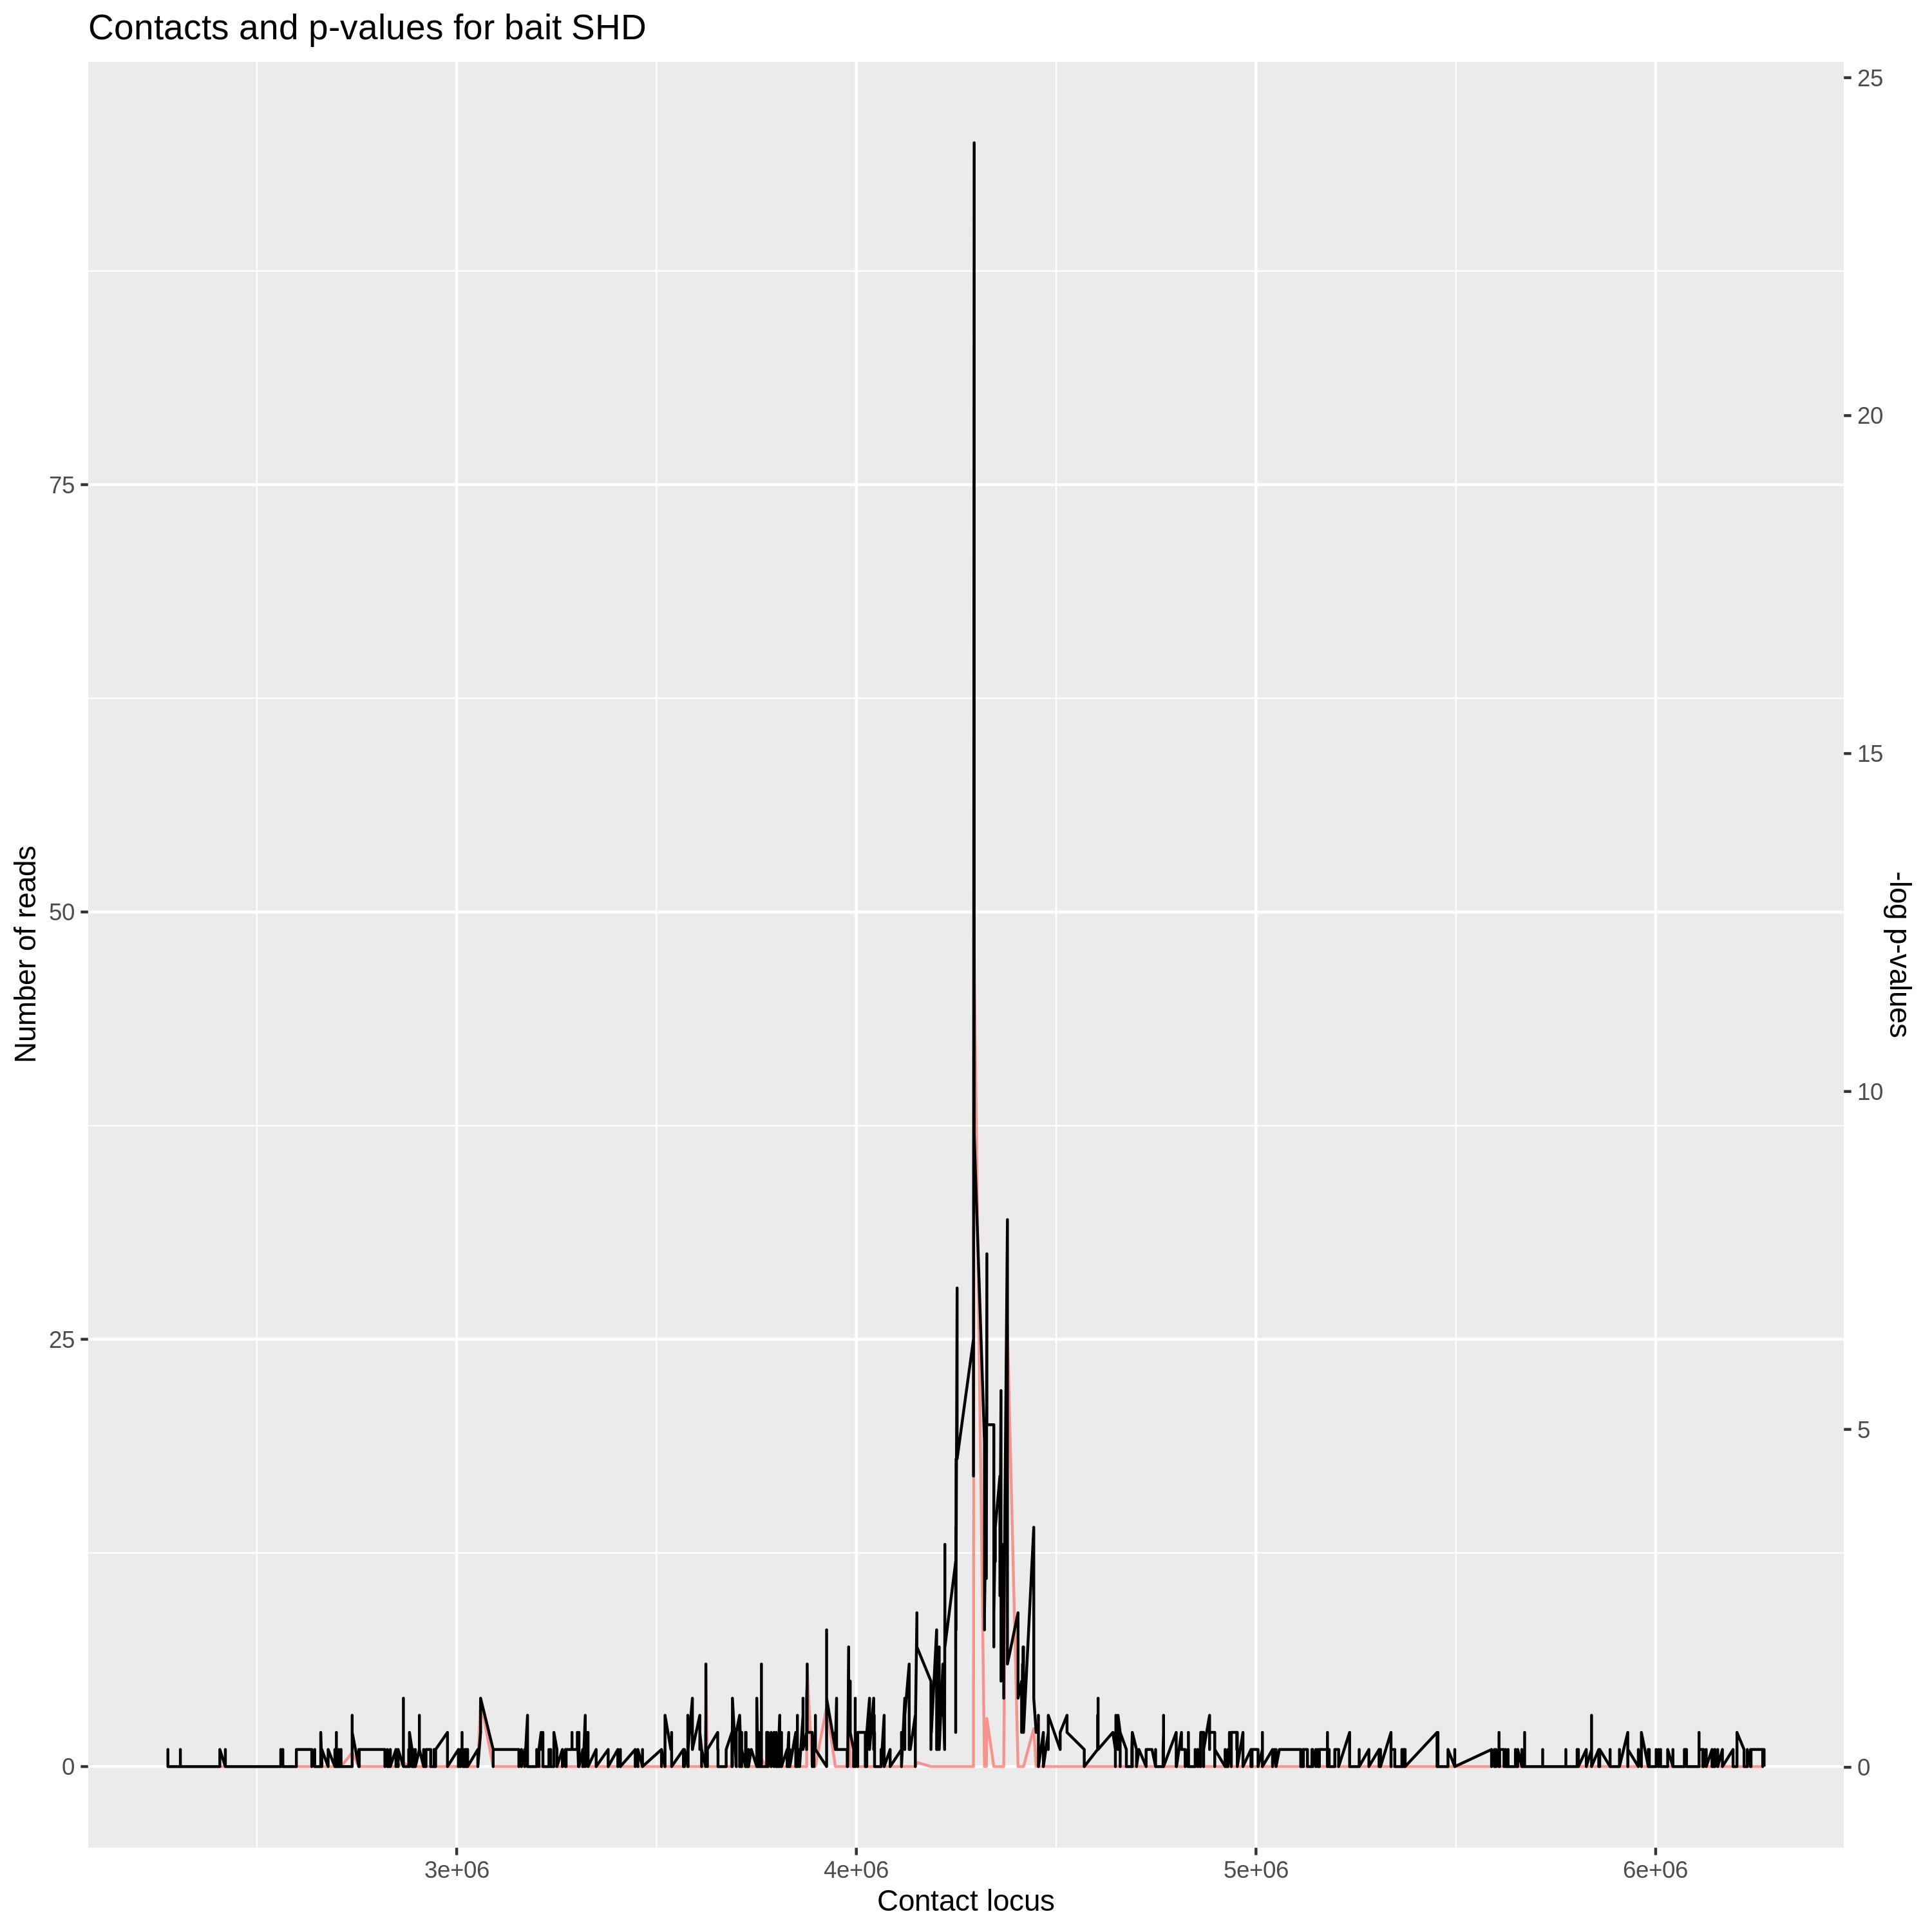 Contacts and p-values for bait SHD
Number of reads
75
50
25
0
25
20
15
10
5
0
-log p-values
3e+06
4e+06
5e+06
6e+06
Contact locus